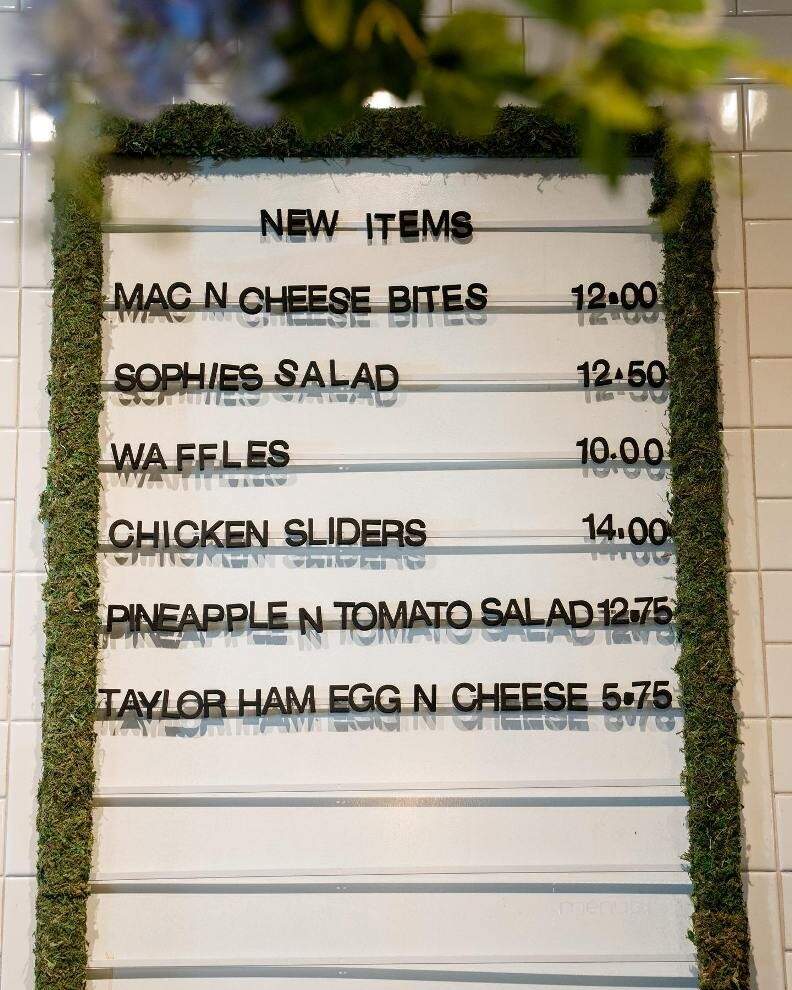 NEW ITEMS
MAC N CHEESE BITES 12.00
SOPHIES SALAD 12.50
WAFFLES 10.00
CHICKEN SLIDERS 14.00
PINEAPPLE N TOMATO SALAD 12.75
TAYLOR HAM EGG N CHEESE 5.75